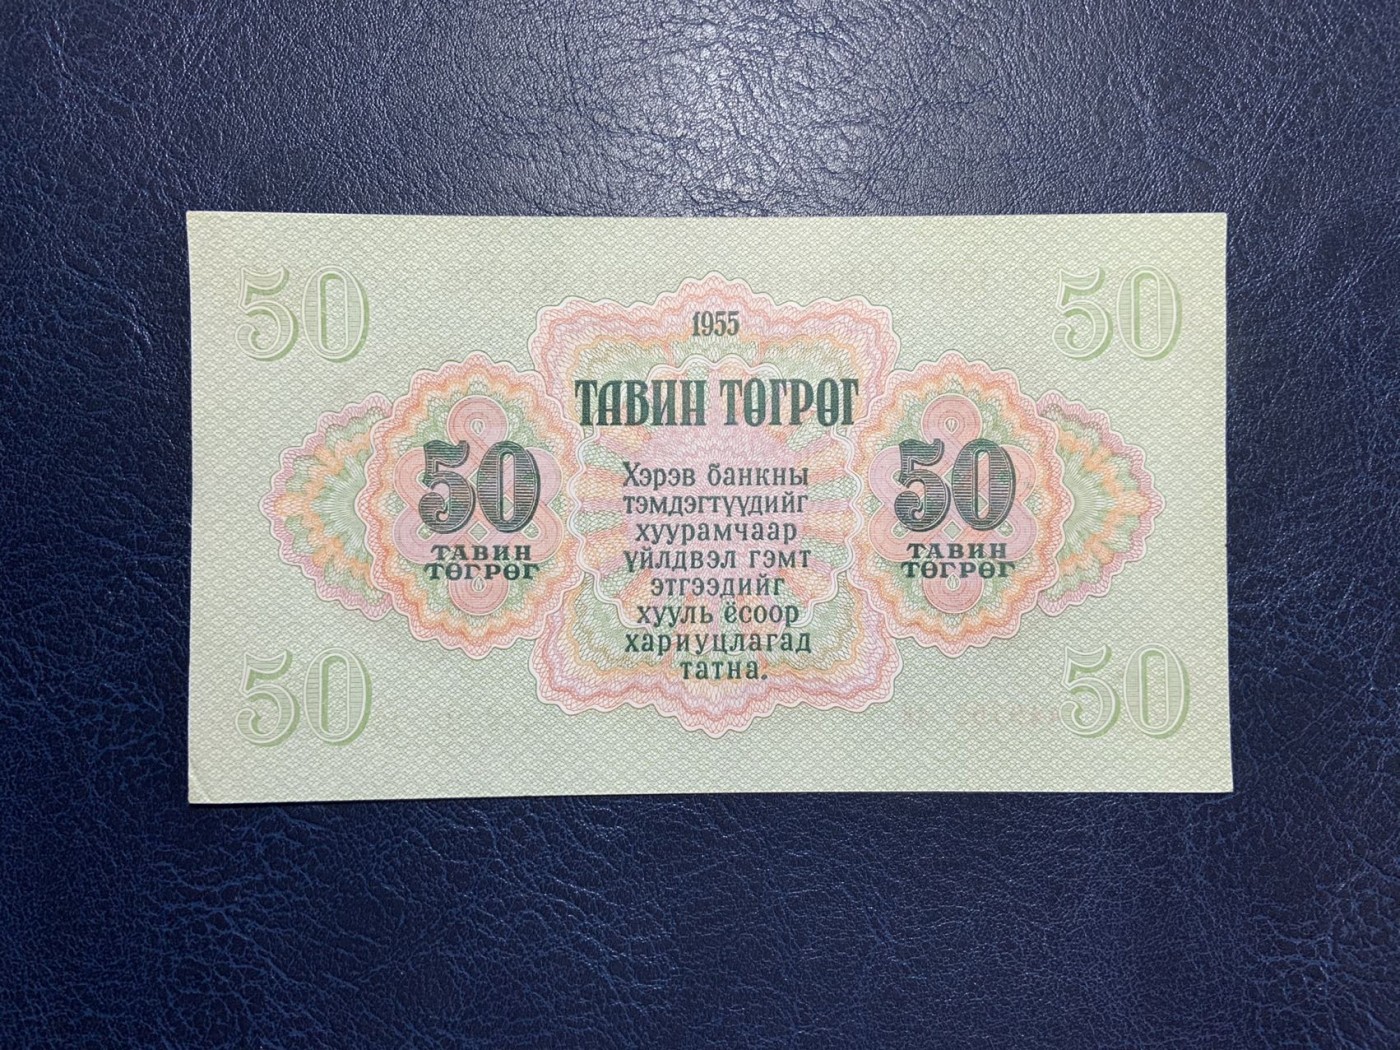 50 50
1955
ТАВИН ТӨГРӨГ
50 50
ТАВИН ТӨГРӨГ
ТАВИН ТӨГРӨГ
Хэрэв банкны
тэмдэгтүүдийг
хуурамчаар
үйлдвэл гэмт
этгээдийг
хууль ёсоор
хариуцлагад
татна.
50 50